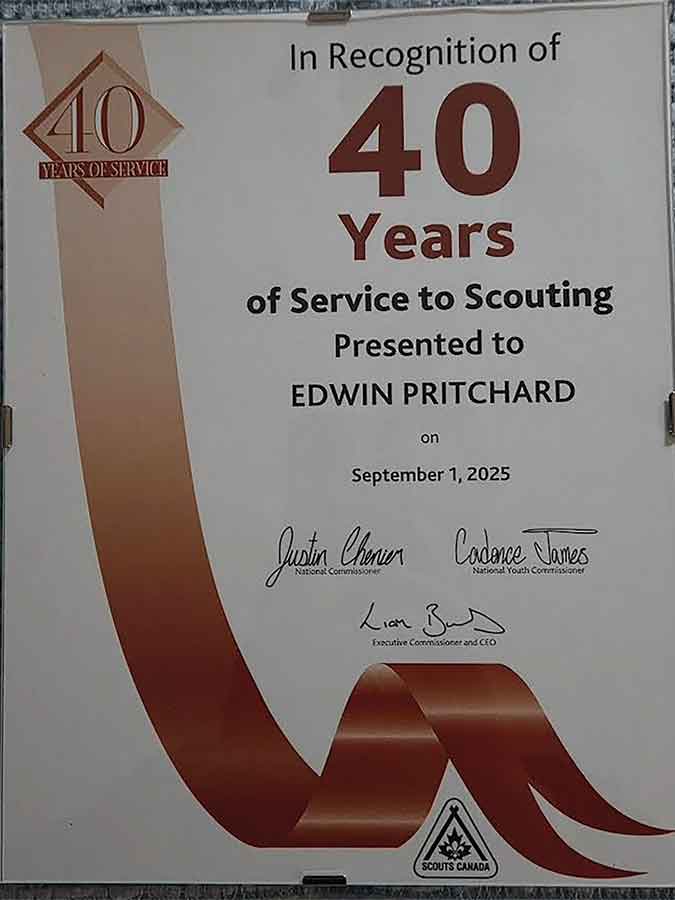 In Recognition of
40
YEARS OF SERVICE
40
Years
of Service to Scouting
Presented to
EDWIN PRITCHARD
on
September 1, 2025
Justin Chenier
National Commissioner
Cadence James
National Youth Commissioner
Liam
Executive Commissioner and CEO
SCOUTS CANADA